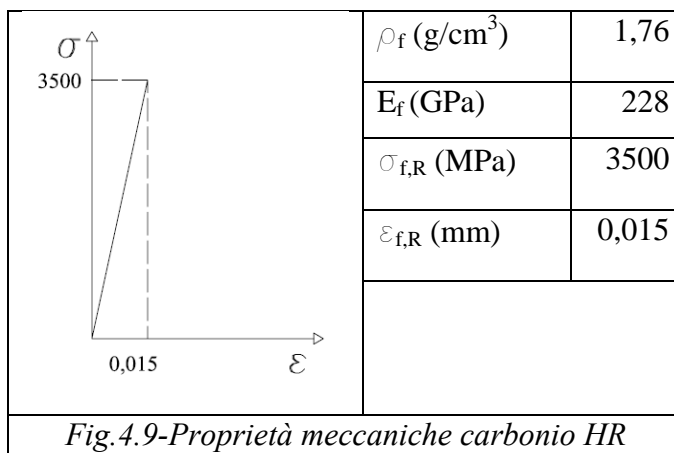 σ
3500
0,015
ε
ρf (g/cm³) 1,76
Ef (GPa) 228
σf,R (MPa) 3500
εf,R (mm) 0,015
Fig.4.9-Proprietà meccaniche carbonio HR